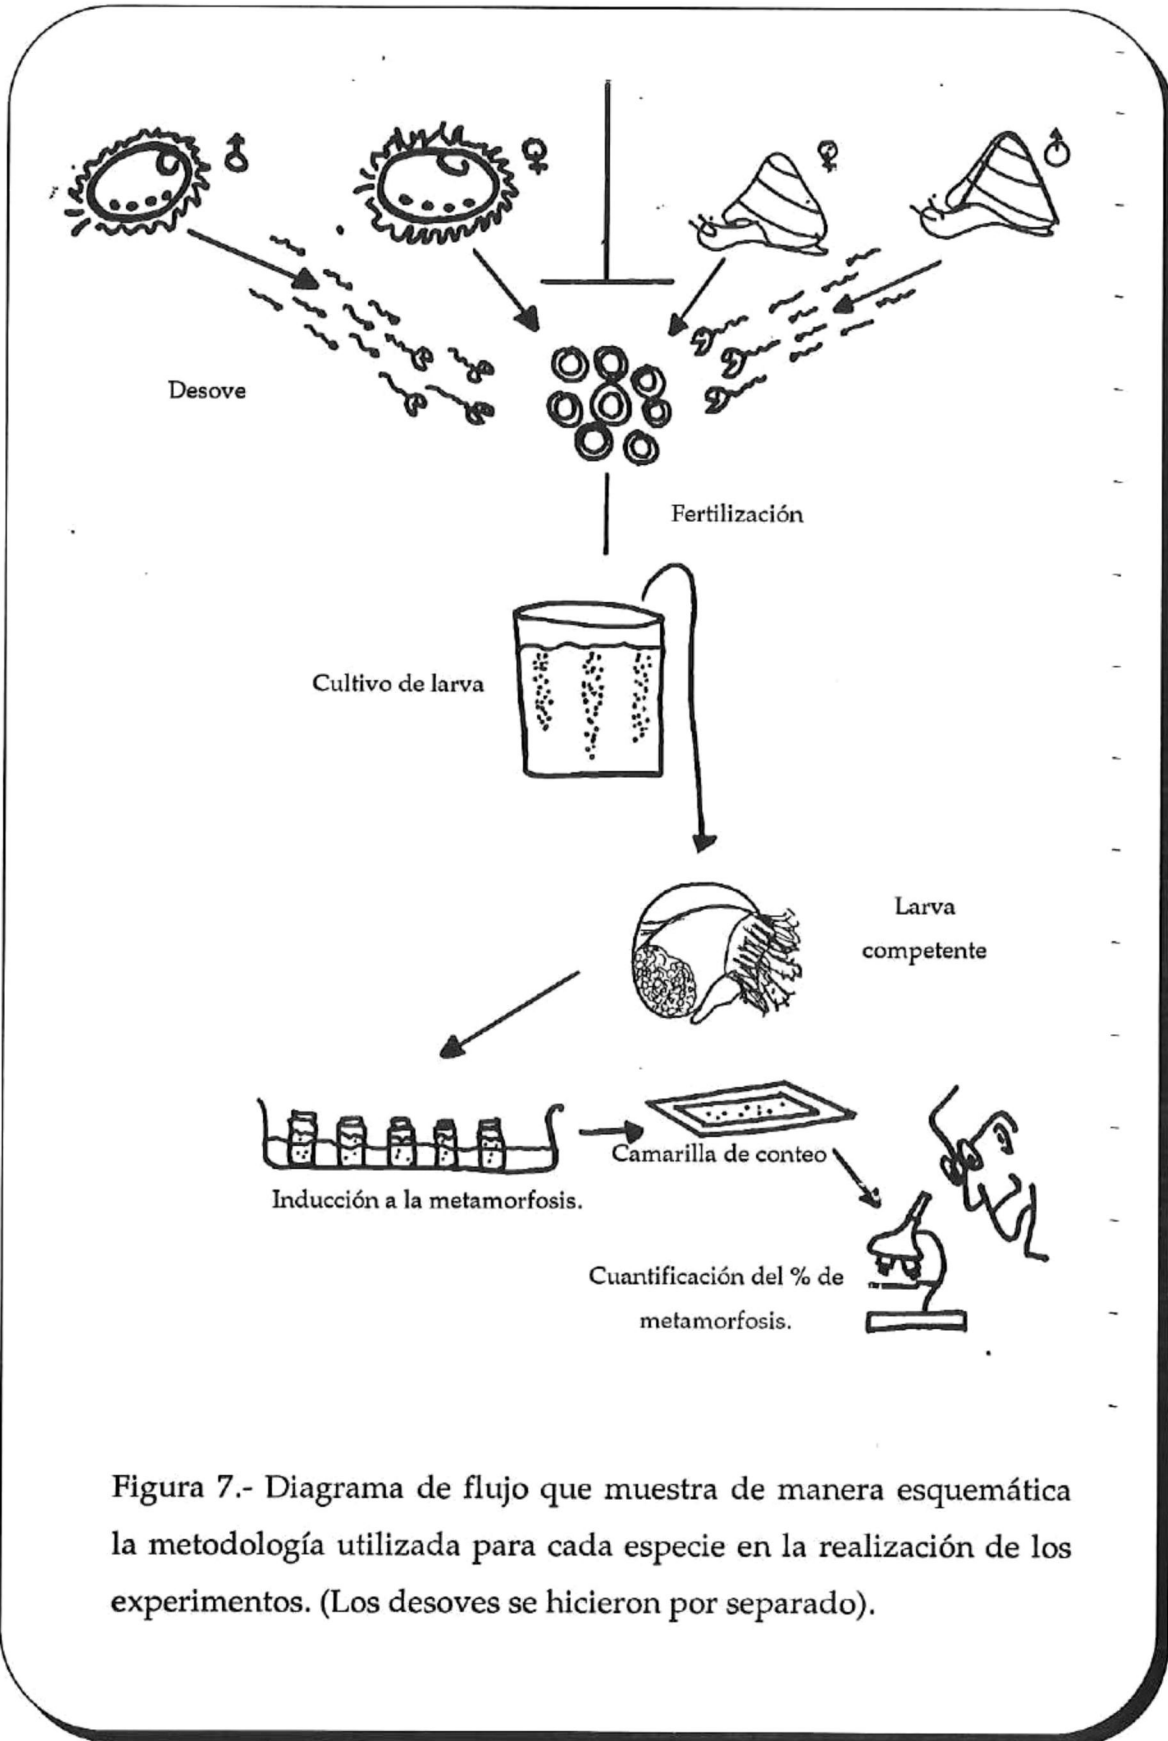 ♂
♀
♀
♂
Desove
Fertilización
Cultivo de larva
Larva
competente
Camarilla de conteo
Inducción a la metamorfosis.
Cuantificación del % de
metamorfosis.
Figura 7.- Diagrama de flujo que muestra de manera esquemática
la metodología utilizada para cada especie en la realización de los
experimentos. (Los desoves se hicieron por separado).